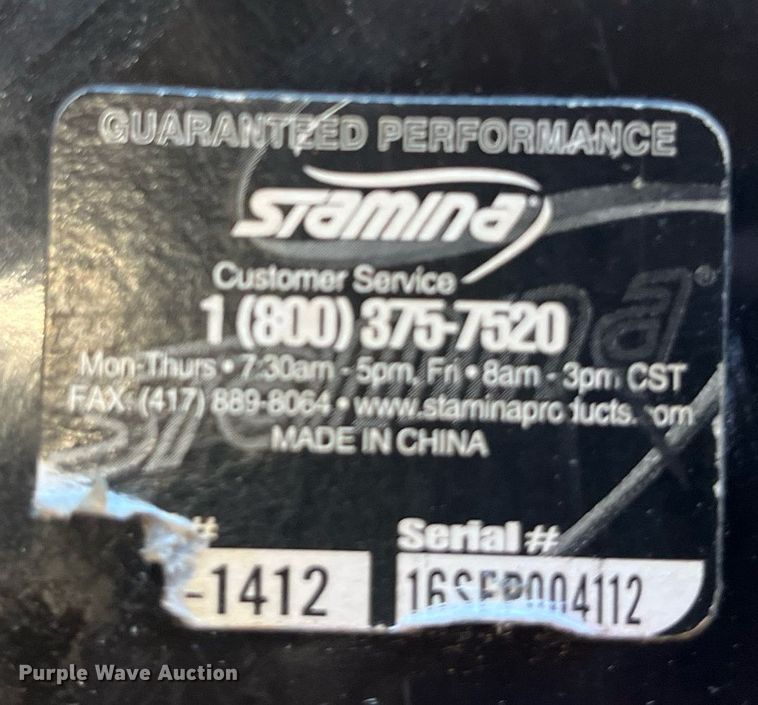 GUARANTEED PERFORMANCE
STAMINA
Customer Service
1 (800) 375-7520
Mon-Thurs • 7:30am - 5pm, Fri • 8am - 3pm CST
FAX: (417) 889-8064 • www.staminaproducts.com
MADE IN CHINA
# Serial #
-1412 16SEP004112
Purple Wave Auction